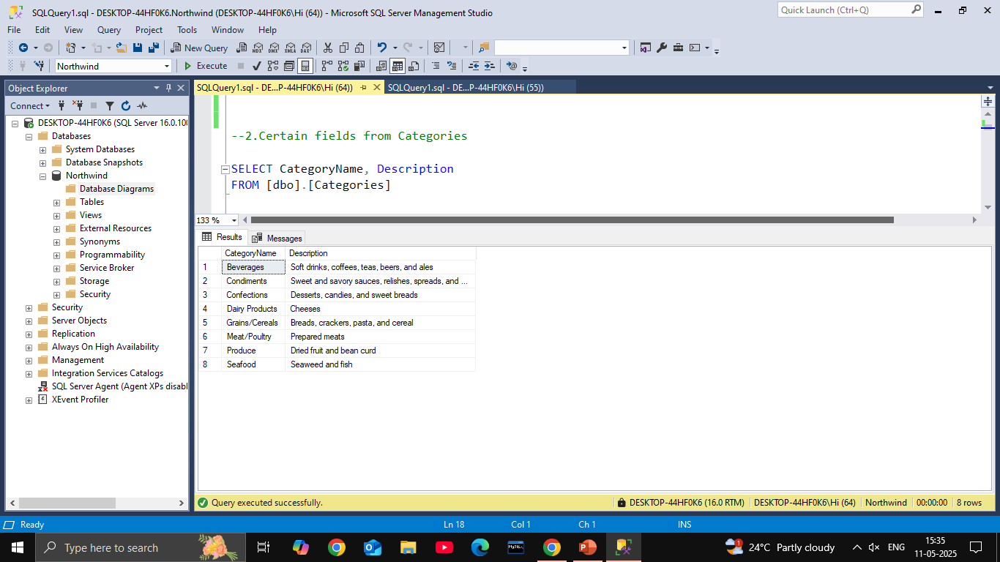 SQLQuery1.sql - DESKTOP-44HF0K6.Northwind (DESKTOP-44HF0K6\Hi (64)) - Microsoft SQL Server Management Studio
Quick Launch (Ctrl+Q)
File Edit View Query Project Tools Window Help
New Query MDX DMX XMLA DAX
Northwind Execute
Object Explorer
SQLQuery1.sql - DE...P-44HF0K6\Hi (64)) SQLQuery1.sql - DE...P-44HF0K6\Hi (55))
Connect
DESKTOP-44HF0K6 (SQL Server 16.0.100
Databases
System Databases
Database Snapshots
Northwind
Database Diagrams
Tables
Views
External Resources
Synonyms
Programmability
Service Broker
Storage
Security
Security
Server Objects
Replication
Always On High Availability
Management
Integration Services Catalogs
SQL Server Agent (Agent XPs disabl
XEvent Profiler
--2.Certain fields from Categories
SELECT CategoryName, Description
FROM [dbo].[Categories]
133 %
Results Messages
CategoryName Description
1 Beverages Soft drinks, coffees, teas, beers, and ales
2 Condiments Sweet and savory sauces, relishes, spreads, and ...
3 Confections Desserts, candies, and sweet breads
4 Dairy Products Cheeses
5 Grains/Cereals Breads, crackers, pasta, and cereal
6 Meat/Poultry Prepared meats
7 Produce Dried fruit and bean curd
8 Seafood Seaweed and fish
Query executed successfully. DESKTOP-44HF0K6 (16.0 RTM) DESKTOP-44HF0K6\Hi (64) Northwind 00:00:00 8 rows
Ready Ln 18 Col 1 Ch 1 INS
Type here to search
MySQL
1
24°C Partly cloudy
ENG
15:35
11-05-2025